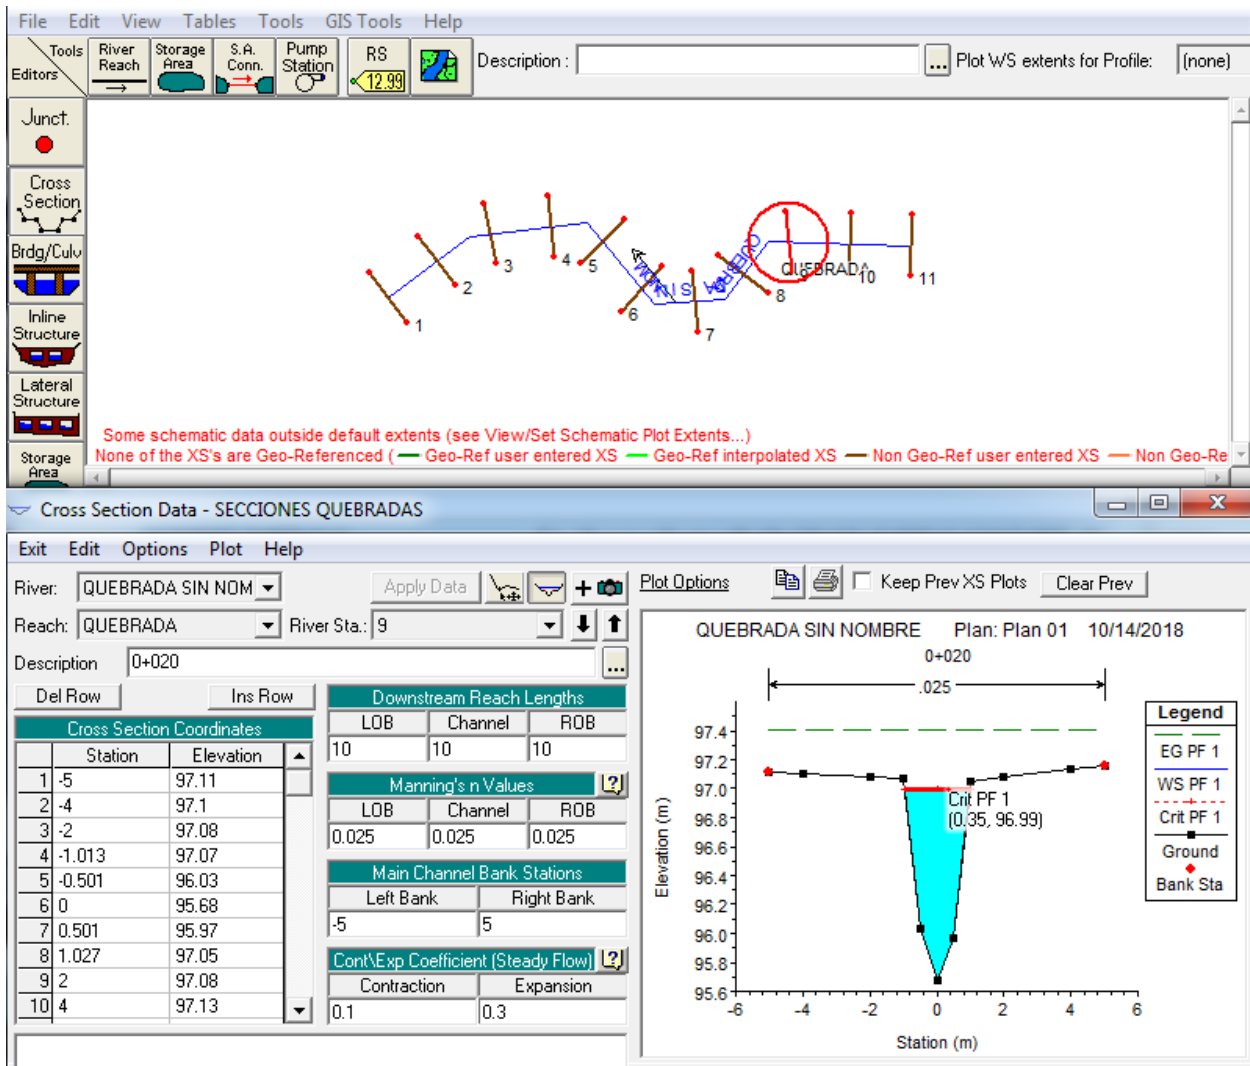 File Edit View Tables Tools GIS Tools Help
Tools
Editors
River Reach
Storage Area
S.A. Conn.
Pump Station
RS
12.99
Description :
...
Plot WS extents for Profile:
(none)
Junct.
Cross Section
Brdg/Culv
Inline Structure
Lateral Structure
Storage Area
1
2
3
4
5
6
7
8
QUEBRADA
10
11
Some schematic data outside default extents (see View/Set Schematic Plot Extents...)
None of the XS's are Geo-Referenced ( Geo-Ref user entered XS Geo-Ref interpolated XS Non Geo-Ref user entered XS Non Geo-Re
Cross Section Data - SECCIONES QUEBRADAS
Exit Edit Options Plot Help
River: QUEBRADA SIN NOM Apply Data
Reach: QUEBRADA River Sta.: 9
Description 0+020 ...
Del Row Ins Row
Cross Section Coordinates
Station Elevation
1 -5 97.11
2 -4 97.1
3 -2 97.08
4 -1.013 97.07
5 -0.501 96.03
6 0 95.68
7 0.501 95.97
8 1.027 97.05
9 2 97.08
10 4 97.13
Downstream Reach Lengths
LOB Channel ROB
10 10 10
Manning's n Values
LOB Channel ROB
0.025 0.025 0.025
Main Channel Bank Stations
Left Bank Right Bank
-5 5
Cont\Exp Coefficient (Steady Flow)
Contraction Expansion
0.1 0.3
Plot Options Keep Prev XS Plots Clear Prev
QUEBRADA SIN NOMBRE Plan: Plan 01 10/14/2018
0+020
.025
97.4
97.2
97.0
96.8
96.6
96.4
96.2
96.0
95.8
95.6
Elevation (m)
-6 -4 -2 0 2 4 6
Station (m)
Crit PF 1
(0.35, 96.99)
Legend
EG PF 1
WS PF 1
Crit PF 1
Ground
Bank Sta